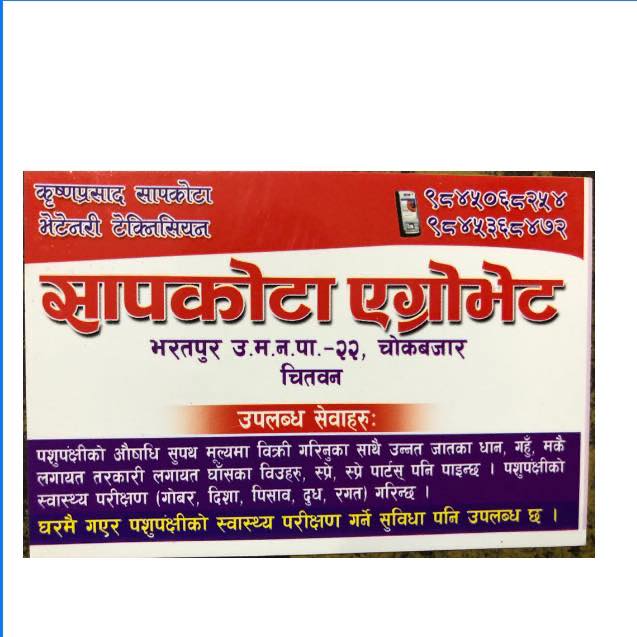 कृष्णप्रसाद सापकोटा
भेटेनरी टेक्निसियन
९८४५०६८२५४
९८४५३६८४७२
सापकोटा एग्रोभेट
भरतपुर उ.म.न.पा.-२२, चोकबजार
चितवन
उपलब्ध सेवाहरुः
पशुपंक्षीको औषधि सुपथ मूल्यमा विक्री गरिनुका साथै उन्नत जातका धान, गहुँ, मकै
लगायत तरकारी लगायत घाँसका विउहरु, स्प्रे, स्प्रे पार्टस् पनि पाइन्छ । पशुपंक्षीको
स्वास्थ्य परीक्षण (गोबर, दिशा, पिसाव, दुध, रगत) गरिन्छ ।
घरमै गएर पशुपंक्षीको स्वास्थ्य परीक्षण गर्ने सुविधा पनि उपलब्ध छ ।